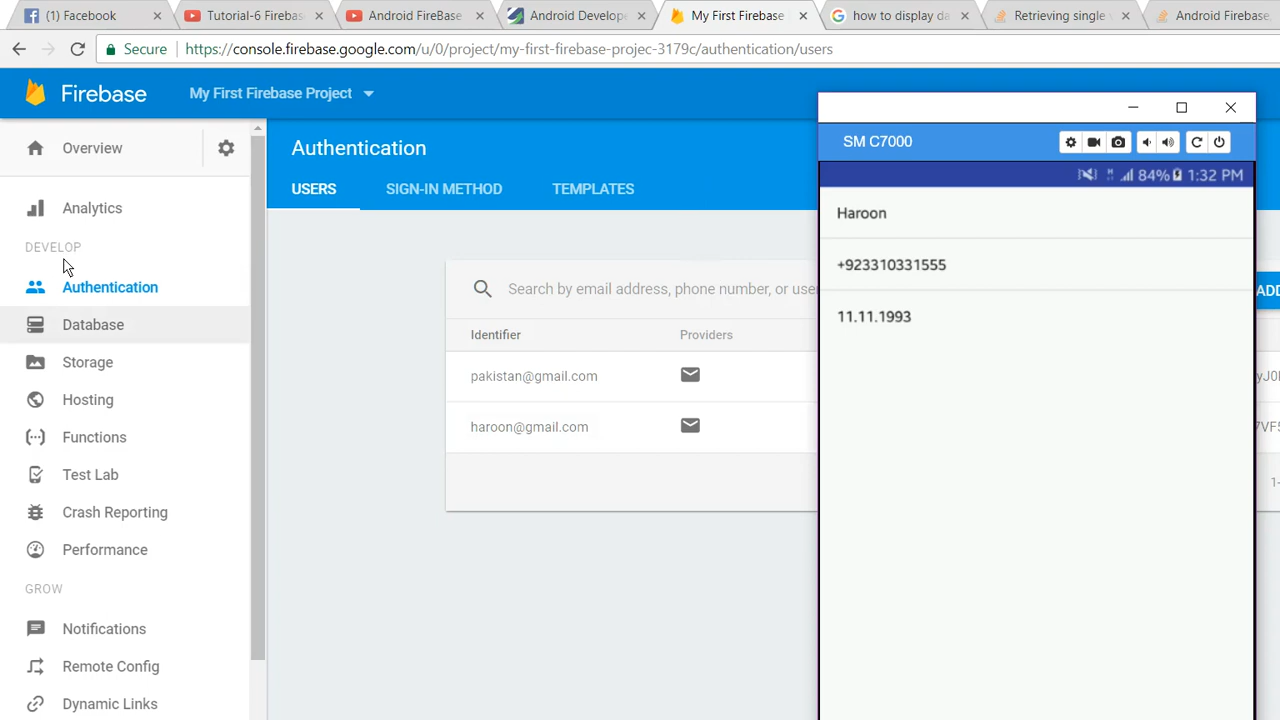 (1) Facebook
Tutorial-6 Firebas
Android FireBase
Android Develope
My First Firebase
how to display da
Retrieving single v
Android Firebase
Secure
https://console.firebase.google.com/u/0/project/my-first-firebase-projec-3179c/authentication/users
Firebase
My First Firebase Project
Overview
Analytics
DEVELOP
Authentication
Database
Storage
Hosting
Functions
Test Lab
Crash Reporting
Performance
GROW
Notifications
Remote Config
Dynamic Links
Authentication
USERS
SIGN-IN METHOD
TEMPLATES
Search by email address, phone number, or use
ADD
Identifier
Providers
pakistan@gmail.com
haroon@gmail.com
SM C7000
84% 1:32 PM
Haroon
+923310331555
11.11.1993